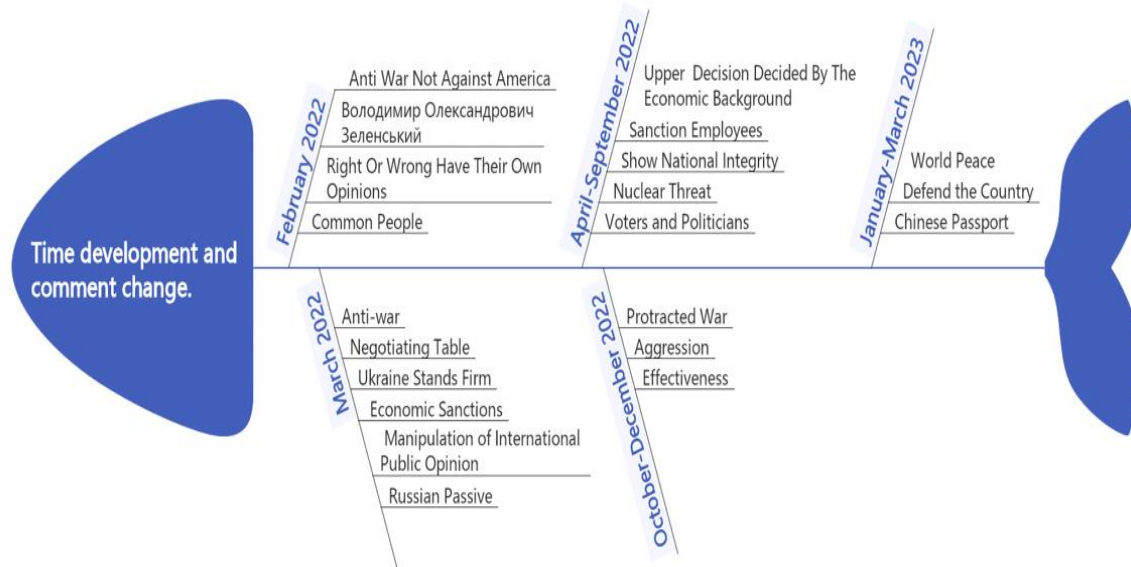 Time development and
comment change.
February 2022
Anti War Not Against America
Володимир Олександрович
Зеленський
Right Or Wrong Have Their Own
Opinions
Common People
March 2022
Anti-war
Negotiating Table
Ukraine Stands Firm
Economic Sanctions
Manipulation of International
Public Opinion
Russian Passive
April-September 2022
Upper Decision Decided By The
Economic Background
Sanction Employees
Show National Integrity
Nuclear Threat
Voters and Politicians
October-December 2022
Protracted War
Aggression
Effectiveness
January-March 2023
World Peace
Defend the Country
Chinese Passport